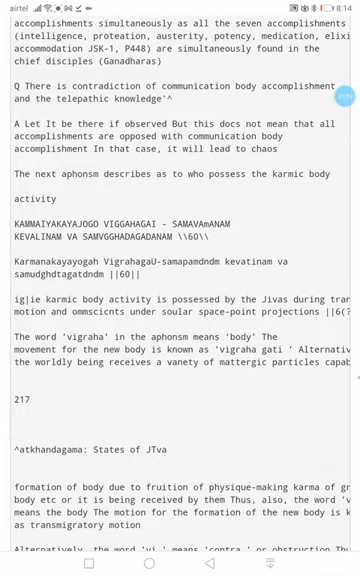 airtel 8:14
accomplishments simultaneously as all the seven accomplishments
(intelligence, proteation, austerity, potency, medication, elixi
accommodation JSK-1, P448) are simultaneously found in the
chief disciples (Ganadharas)
Q There is contradiction of communication body accomplishment
and the telepathic knowledge'^
A Let It be there if observed But this docs not mean that all
accomplishments are opposed with communication body
accomplishment In that case, it will lead to chaos
The next aphonsm describes as to who possess the karmic body
activity
KAMMAIYAKAYAJOGO VIGGAHAGAI - SAMAVAmANAM
KEVALINAM VA SAMVGGHADAGADANAM \\60\\
Karmanakayayogah VigrahagaU-samapamdndm kevatinam va
samudghdtagatdndm ||60||
ig|ie karmic body activity is possessed by the Jivas during tran
motion and ommscicnts under soular space-point projections ||6(?
The word 'vigraha' in the aphonsm means 'body' The
movement for the new body is known as 'vigraha gati ' Alternativ
the worldly being receives a vanety of mattergic particles capab
217
^atkhandagama: States of JTva
formation of body due to fruition of physique-making karma of gr
body etc or it is being received by them Thus, also, the word 'v
means the body The motion for the formation of the new body is k
as transmigratory motion
Alternatively, the word 'vi ' means 'contra ' or obstruction Thu